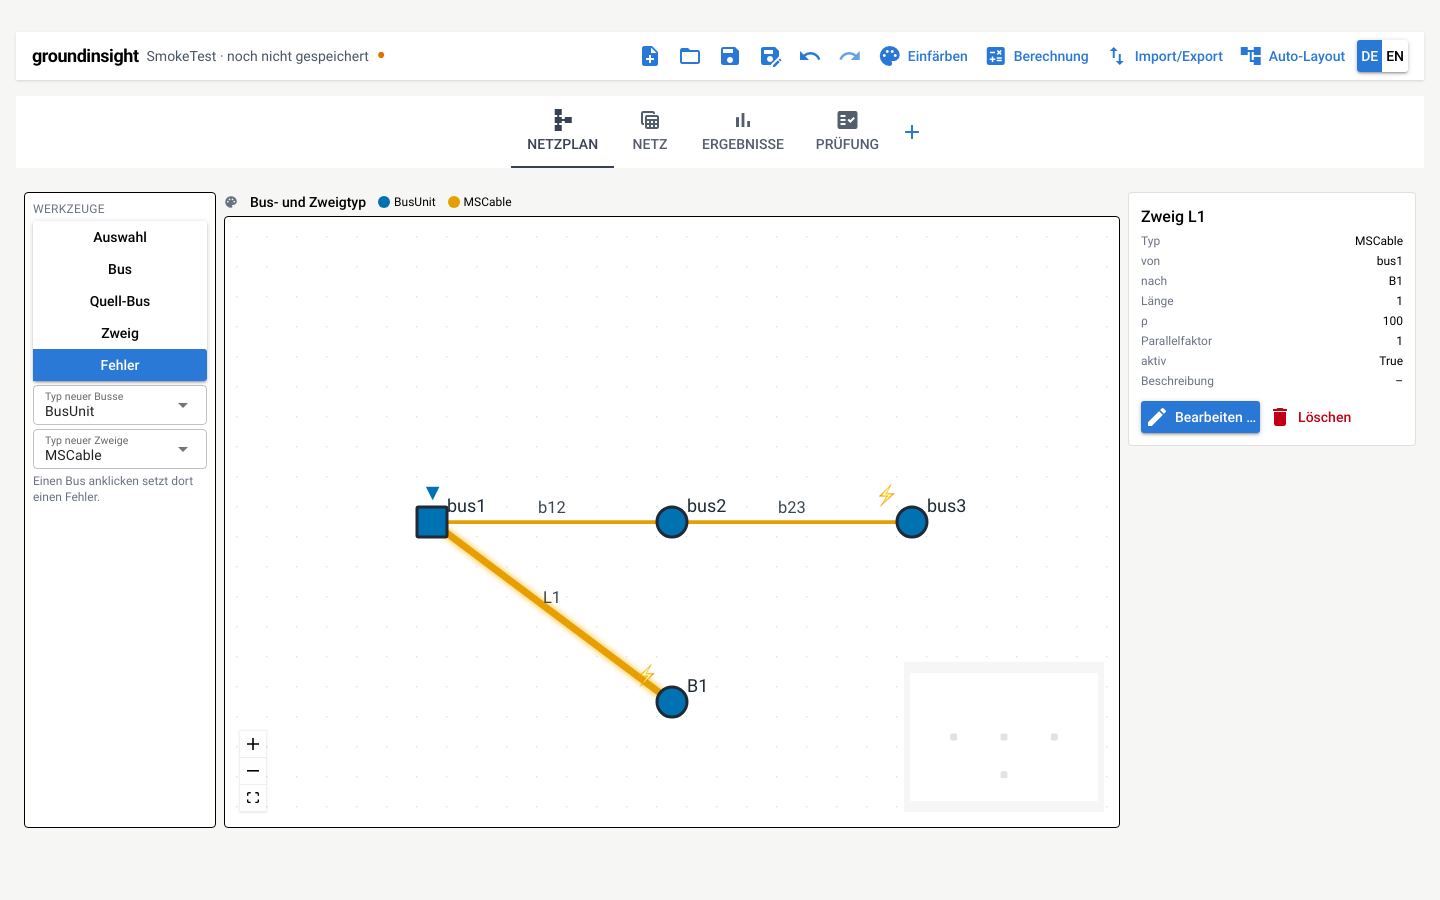 groundinsight SmokeTest · noch nicht gespeichert
Einfärben Berechnung Import/Export Auto-Layout DE EN
NETZPLAN NETZ ERGEBNISSE PRÜFUNG
WERKZEUGE
Auswahl
Bus
Quell-Bus
Zweig
Fehler
Typ neuer Busse
BusUnit
Typ neuer Zweige
MSCable
Einen Bus anklicken setzt dort
einen Fehler.
Bus- und Zweigtyp BusUnit MSCable
bus1 b12 bus2 b23 bus3
L1
B1
Zweig L1
Typ MSCable
von bus1
nach B1
Länge 1
ρ 100
Parallelfaktor 1
aktiv True
Beschreibung –
Bearbeiten ... Löschen